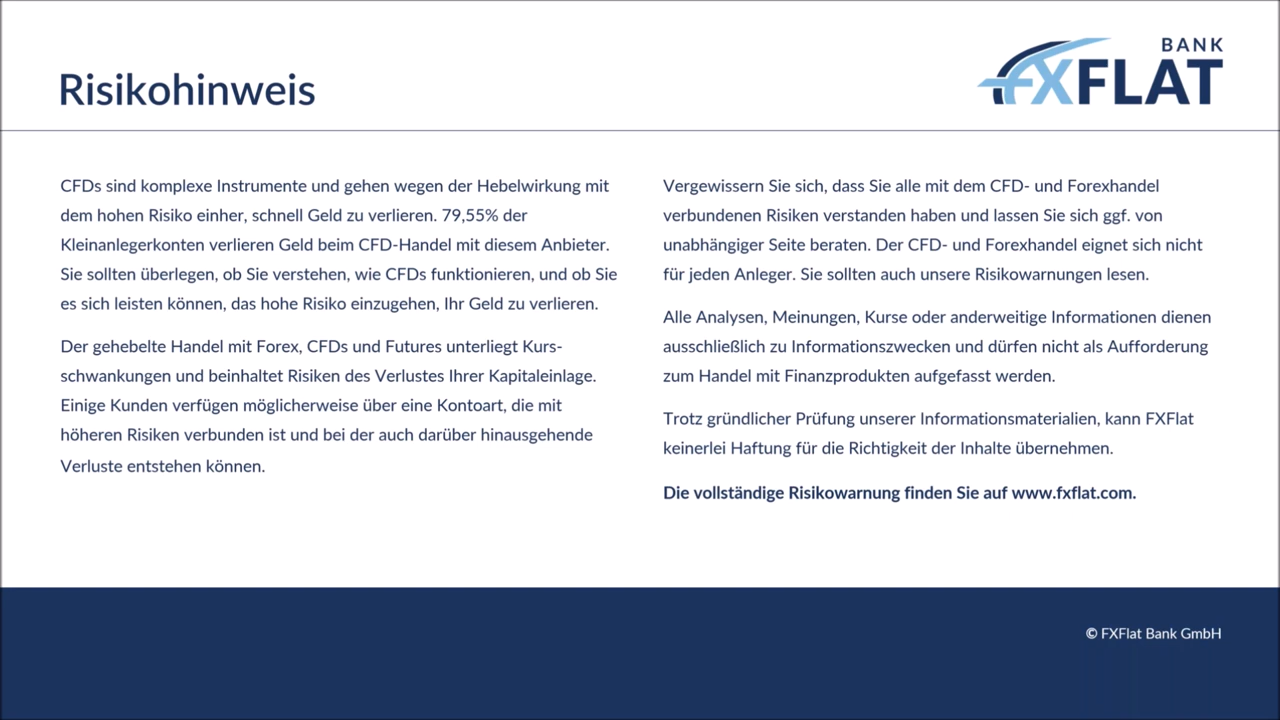 Risikohinweis
BANK
FXFLAT
CFDs sind komplexe Instrumente und gehen wegen der Hebelwirkung mit
dem hohen Risiko einher, schnell Geld zu verlieren. 79,55% der
Kleinanlegerkonten verlieren Geld beim CFD-Handel mit diesem Anbieter.
Sie sollten überlegen, ob Sie verstehen, wie CFDs funktionieren, und ob Sie
es sich leisten können, das hohe Risiko einzugehen, Ihr Geld zu verlieren.
Der gehebelte Handel mit Forex, CFDs und Futures unterliegt Kurs-
schwankungen und beinhaltet Risiken des Verlustes Ihrer Kapitaleinlage.
Einige Kunden verfügen möglicherweise über eine Kontoart, die mit
höheren Risiken verbunden ist und bei der auch darüber hinausgehende
Verluste entstehen können.
Vergewissern Sie sich, dass Sie alle mit dem CFD- und Forexhandel
verbundenen Risiken verstanden haben und lassen Sie sich ggf. von
unabhängiger Seite beraten. Der CFD- und Forexhandel eignet sich nicht
für jeden Anleger. Sie sollten auch unsere Risikowarnungen lesen.
Alle Analysen, Meinungen, Kurse oder anderweitige Informationen dienen
ausschließlich zu Informationszwecken und dürfen nicht als Aufforderung
zum Handel mit Finanzprodukten aufgefasst werden.
Trotz gründlicher Prüfung unserer Informationsmaterialien, kann FXFlat
keinerlei Haftung für die Richtigkeit der Inhalte übernehmen.
Die vollständige Risikowarnung finden Sie auf www.fxflat.com.
© FXFlat Bank GmbH